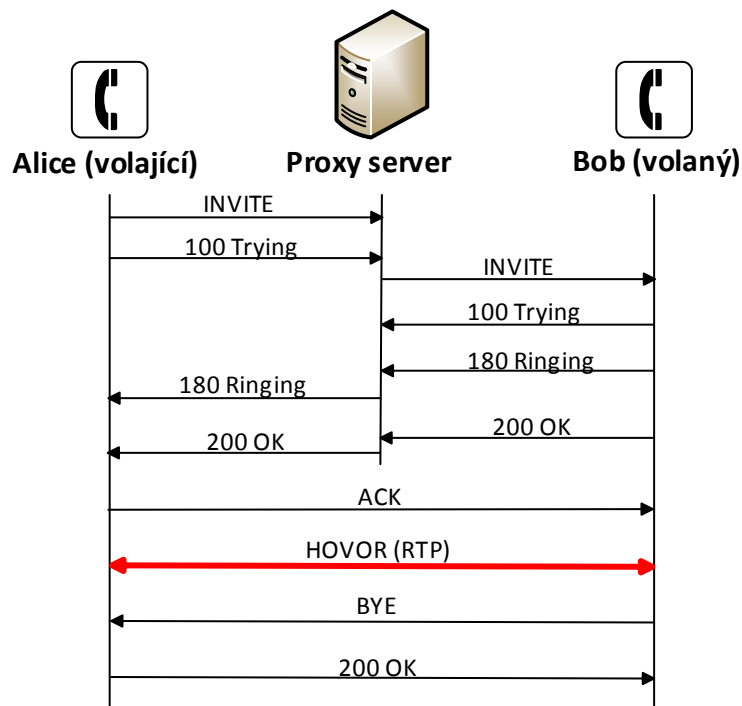 Alice (volající)
Proxy server
Bob (volaný)
INVITE
100 Trying
INVITE
100 Trying
180 Ringing
180 Ringing
200 OK
200 OK
ACK
HOVOR (RTP)
BYE
200 OK